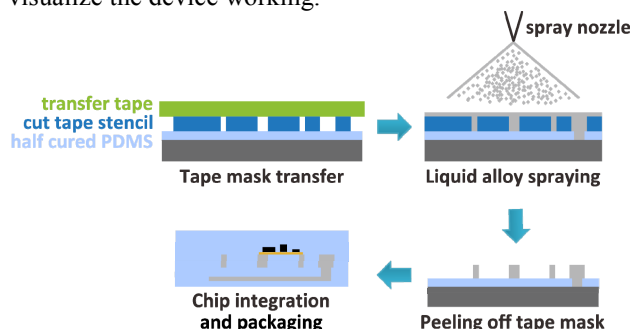 visualize the device working.
spray nozzle
transfer tape
cut tape stencil
half cured PDMS
Tape mask transfer
Liquid alloy spraying
Chip integration
and packaging
Peeling off tape mask